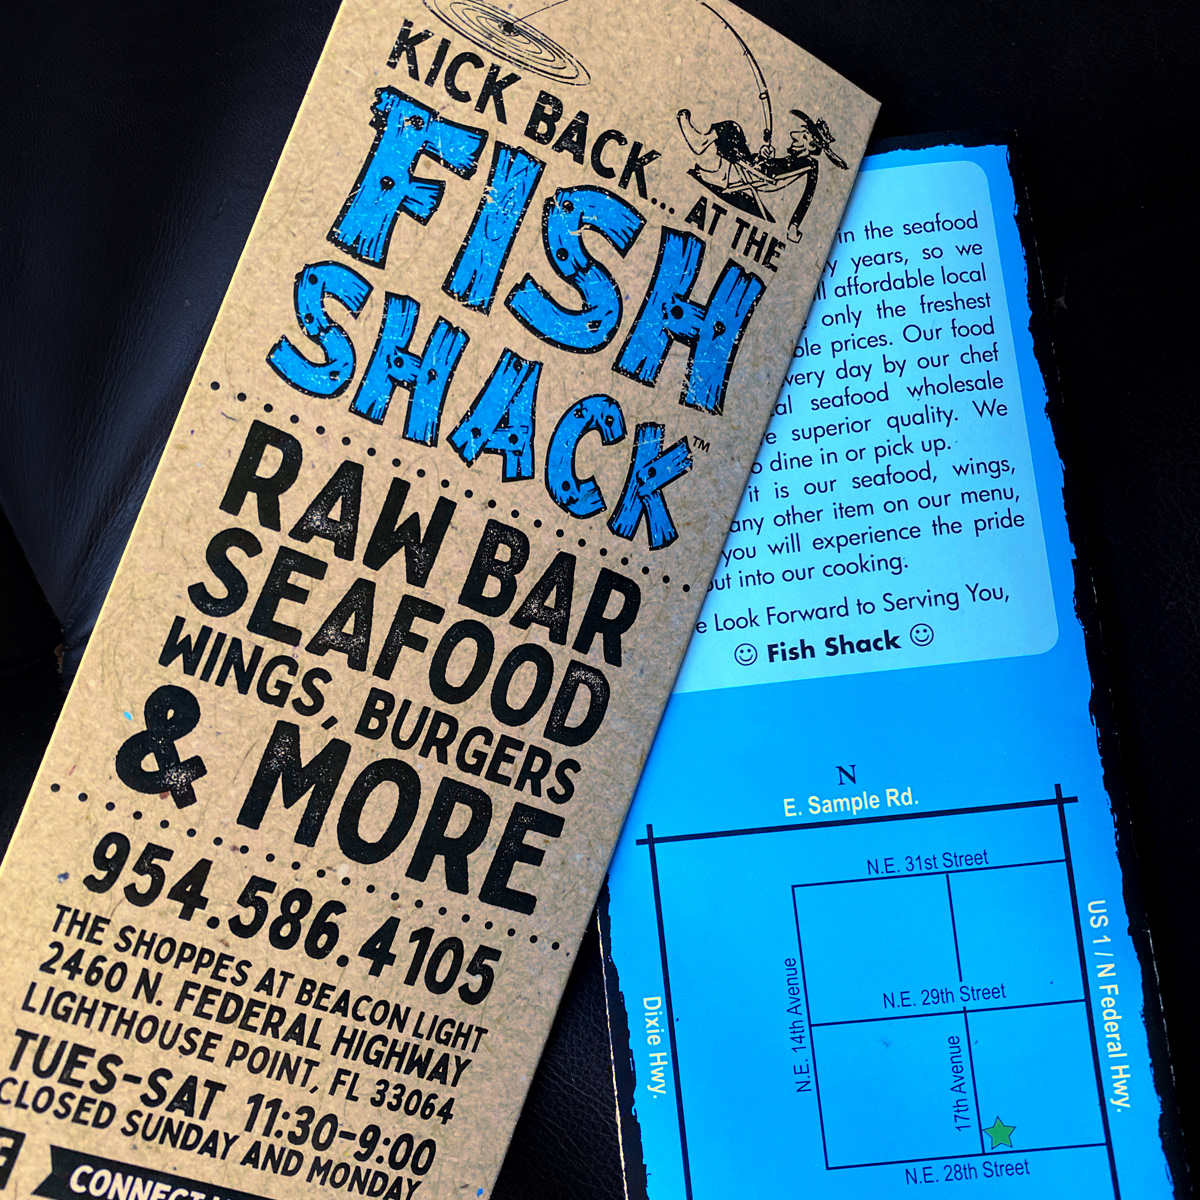 KICK BACK... AT THE
FISH
SHACK™
RAW BAR
SEAFOOD
WINGS, BURGERS
& MORE
954.586.4105
THE SHOPPES AT BEACON LIGHT
2460 N. FEDERAL HIGHWAY
LIGHTHOUSE POINT, FL 33064
TUES-SAT 11:30-9:00
CLOSED SUNDAY AND MONDAY
CONNECT
in the seafood
years, so we
affordable local
only the freshest
prices. Our food
day by our chef
seafood wholesale
superior quality. We
dine in or pick up.
it is our seafood, wings,
any other item on our menu,
you will experience the pride
into our cooking.
Look Forward to Serving You,
☺ Fish Shack ☺
N
E. Sample Rd.
N.E. 31st Street
US 1 / N Federal Hwy.
N.E. 14th Avenue
N.E. 29th Street
Dixie Hwy.
17th Avenue
N.E. 28th Street